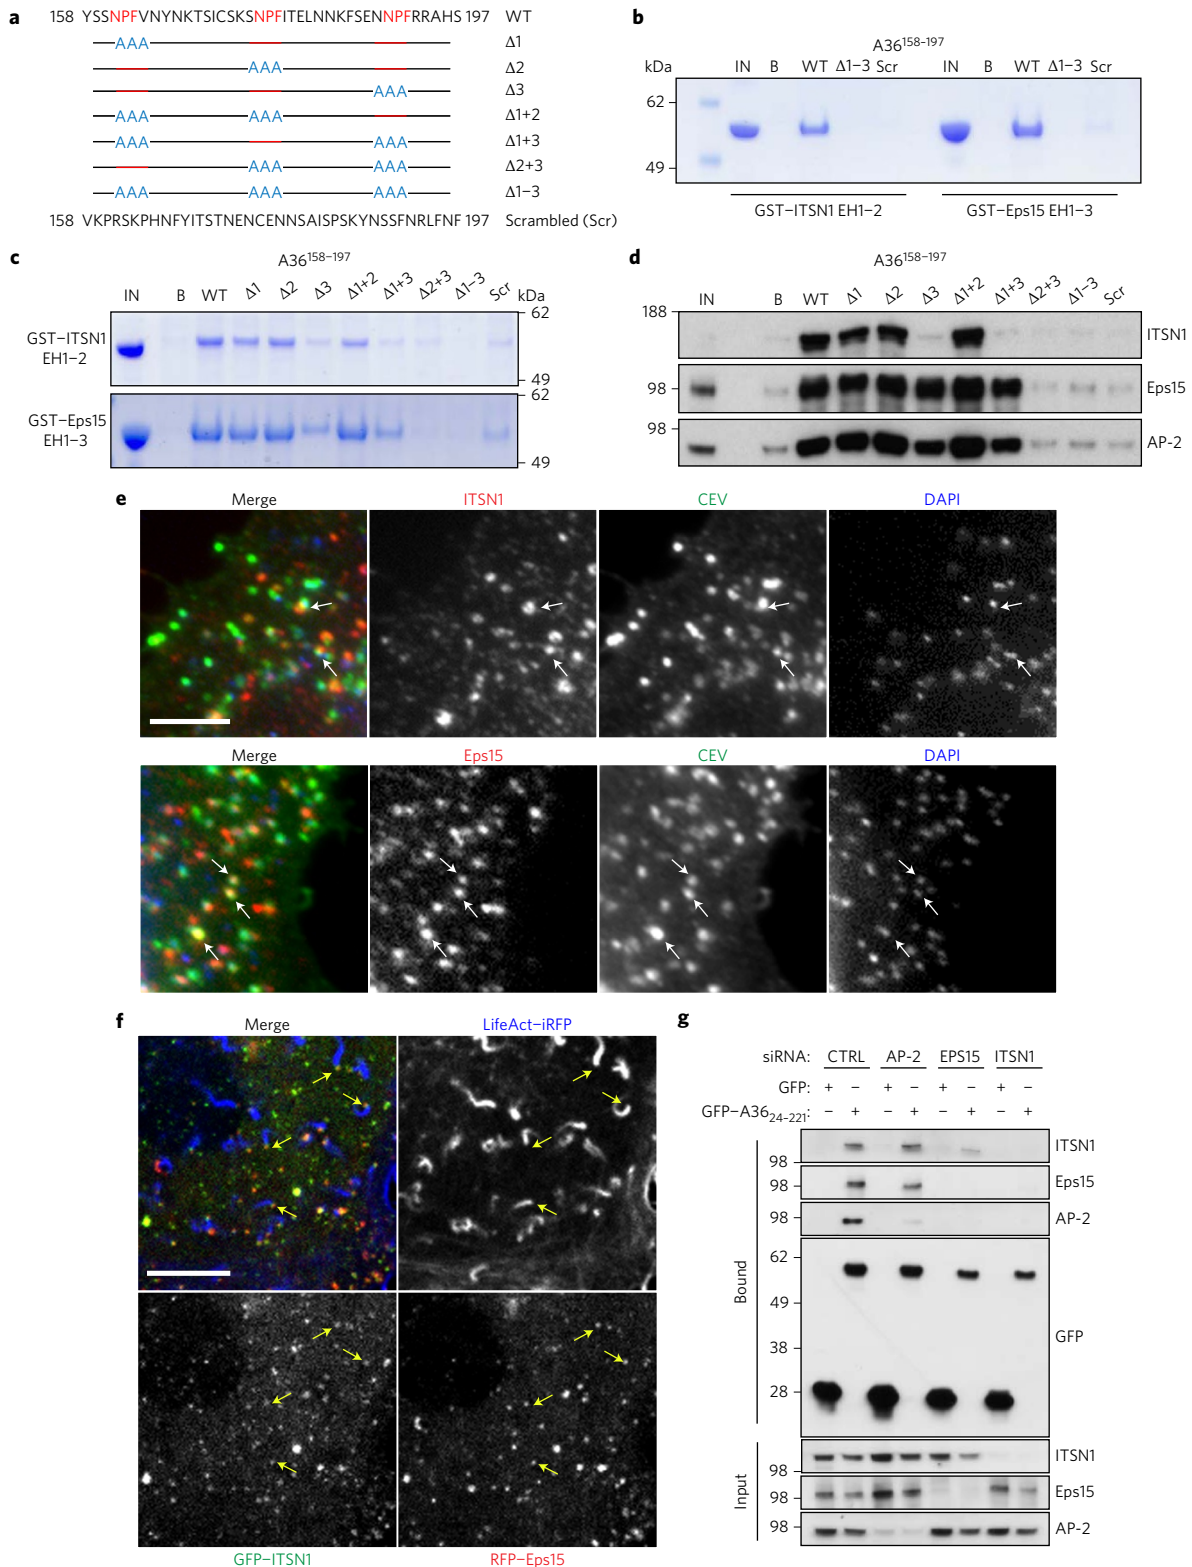 a
158 YSSNPFVNYNKTSICSKSNPFITELNNKFSENNPFRRAHS 197 WT
AAA Δ1
AAA Δ2
AAA Δ3
AAA AAA Δ1+2
AAA AAA Δ1+3
AAA AAA Δ2+3
AAA AAA AAA Δ1–3
158 VKPRSKPHNFYITSTNENCENNSAISPSKYNSSFNRLFNF 197 Scrambled (Scr)
b
A36158–197
kDa IN B WT Δ1–3 Scr IN B WT Δ1–3 Scr
62
49
GST–ITSN1 EH1–2 GST–Eps15 EH1–3
c
A36158–197
IN B WT Δ1 Δ2 Δ3 Δ1+2 Δ1+3 Δ2+3 Δ1–3 Scr kDa
62
GST–ITSN1
EH1–2
49
62
GST–Eps15
EH1–3
49
d
A36158–197
IN B WT Δ1 Δ2 Δ3 Δ1+2 Δ1+3 Δ2+3 Δ1–3 Scr
188
ITSN1
98 Eps15
98
AP-2
e
Merge ITSN1 CEV DAPI
Merge Eps15 CEV DAPI
f
Merge LifeAct–iRFP
GFP–ITSN1 RFP–Eps15
g
siRNA: CTRL AP-2 EPS15 ITSN1
GFP: + – + – + – + –
GFP–A3624–221: – + – + – + – +
Bound
ITSN1
98
98 Eps15
98 AP-2
62
49
GFP
38
28
Input
ITSN1
98
98 Eps15
98 AP-2